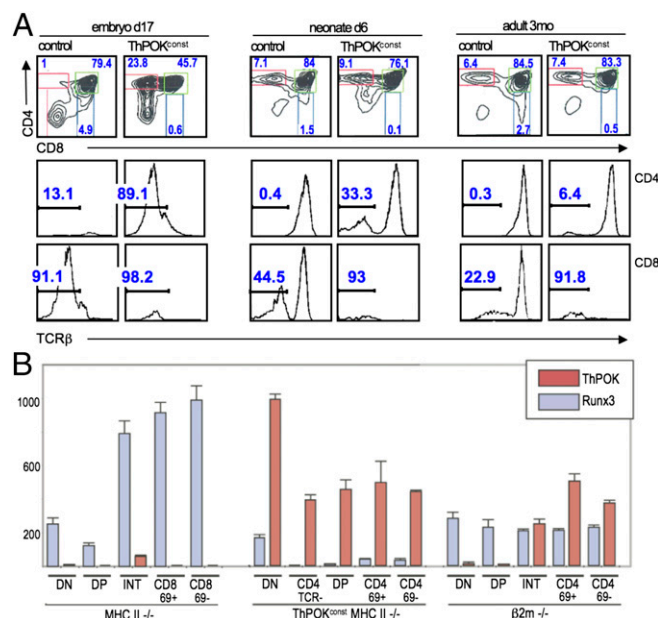 A
embryo d17
neonate d6
adult 3mo
control
ThPOKconst
control
ThPOKconst
control
ThPOKconst
1
79.4
23.8
45.7
7.1
84
9.1
76.1
6.4
84.5
7.4
83.3
CD4
4.9
0.6
1.5
0.1
2.7
0.5
CD8
13.1
89.1
0.4
33.3
0.3
6.4
CD4
91.1
98.2
44.5
93
22.9
91.8
CD8
TCRβ
B
1000
600
200
ThPOK
Runx3
DN
DP
INT
CD8 69+
CD8 69-
DN
CD4 TCR-
DP
CD4 69+
CD4 69-
DN
DP
INT
CD4 69+
CD4 69-
MHC II -/-
ThPOKconst MHC II -/-
β2m -/-